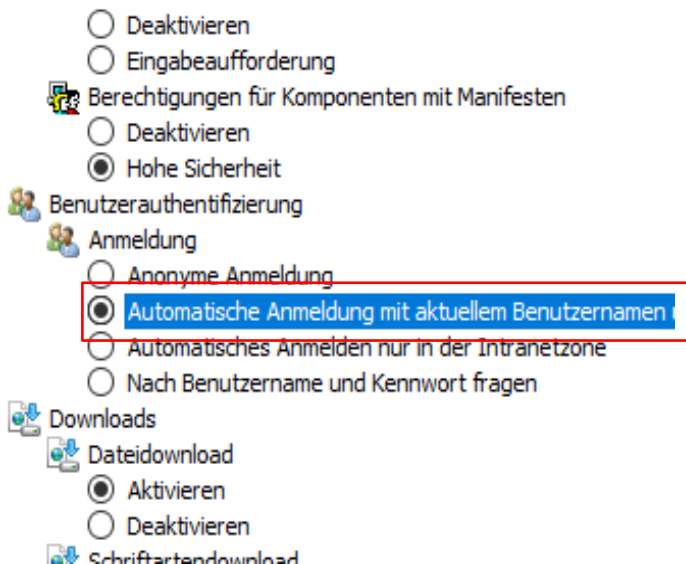 Deaktivieren
Eingabeaufforderung
Berechtigungen für Komponenten mit Manifesten
Deaktivieren
Hohe Sicherheit
Benutzerauthentifizierung
Anmeldung
Anonyme Anmeldung
Automatische Anmeldung mit aktuellem Benutzernamen
Automatisches Anmelden nur in der Intranetzone
Nach Benutzername und Kennwort fragen
Downloads
Dateidownload
Aktivieren
Deaktivieren
Schriftartendownload